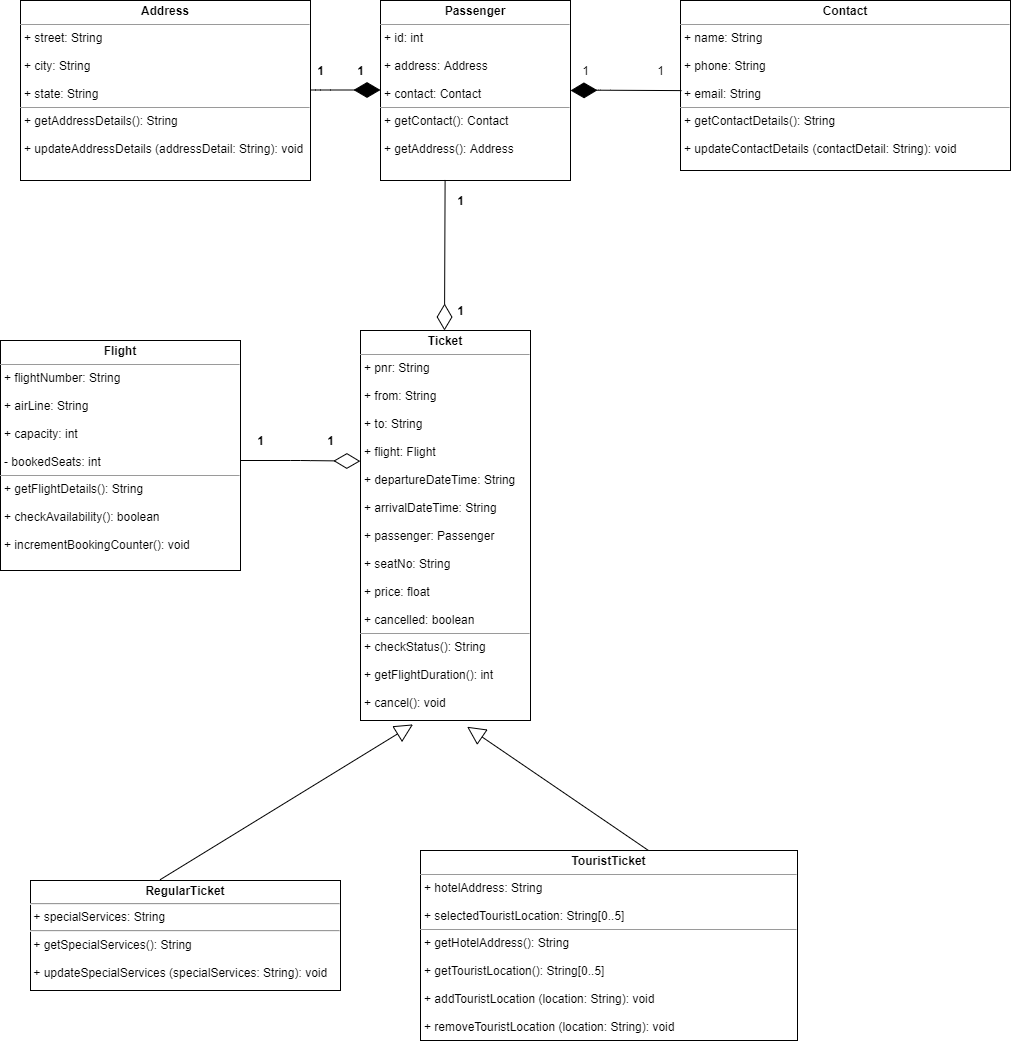 Address
+ street: String
+ city: String
+ state: String
+ getAddressDetails(): String
+ updateAddressDetails (addressDetail: String): void
1
1
Passenger
+ id: int
+ address: Address
+ contact: Contact
+ getContact(): Contact
+ getAddress(): Address
1
1
Contact
+ name: String
+ phone: String
+ email: String
+ getContactDetails(): String
+ updateContactDetails (contactDetail: String): void
1
1
Flight
+ flightNumber: String
+ airLine: String
+ capacity: int
- bookedSeats: int
+ getFlightDetails(): String
+ checkAvailability(): boolean
+ incrementBookingCounter(): void
1
1
Ticket
+ pnr: String
+ from: String
+ to: String
+ flight: Flight
+ departureDateTime: String
+ arrivalDateTime: String
+ passenger: Passenger
+ seatNo: String
+ price: float
+ cancelled: boolean
+ checkStatus(): String
+ getFlightDuration(): int
+ cancel(): void
RegularTicket
+ specialServices: String
+ getSpecialServices(): String
+ updateSpecialServices (specialServices: String): void
TouristTicket
+ hotelAddress: String
+ selectedTouristLocation: String[0..5]
+ getHotelAddress(): String
+ getTouristLocation(): String[0..5]
+ addTouristLocation (location: String): void
+ removeTouristLocation (location: String): void